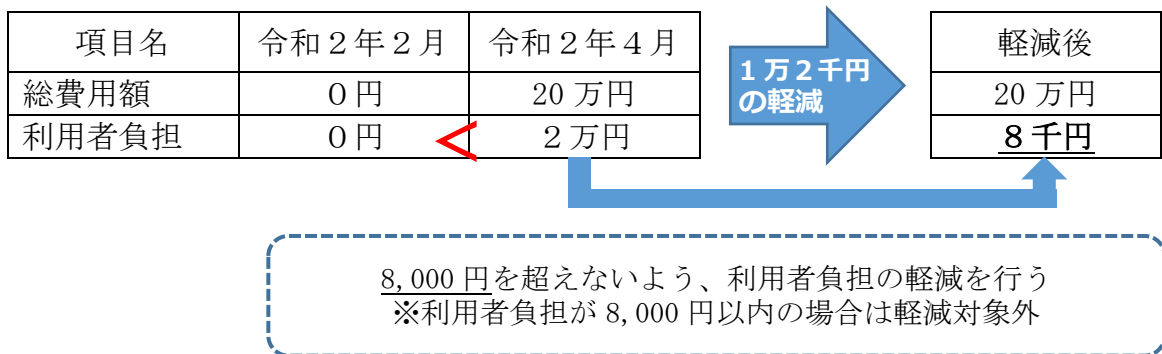 項目名 令和２年２月 令和２年４月 軽減後
１万２千円
の軽減
総費用額 ０円 20 万円 20 万円
利用者負担 ０円 < ２万円 ８千円
8,000 円を超えないよう、利用者負担の軽減を行う
※利用者負担が 8,000 円以内の場合は軽減対象外